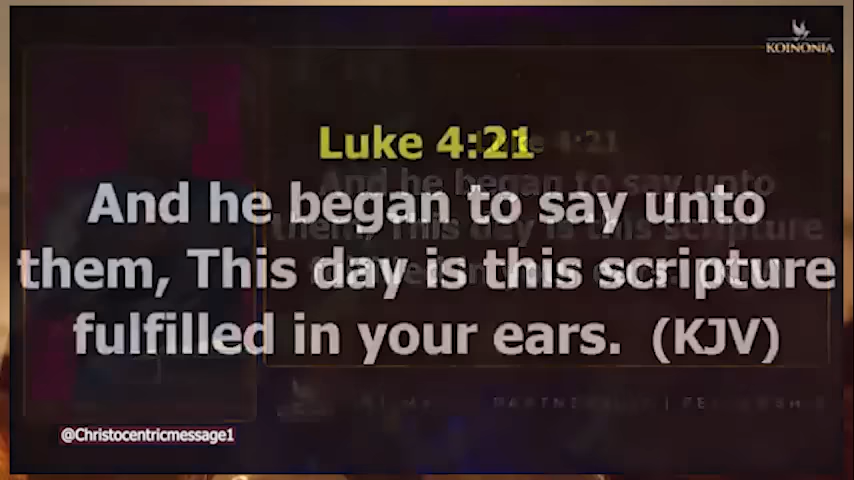 KOINONIA
Luke 4:21
And he began to say unto
them, This day is this scripture
fulfilled in your ears. (KJV)
@Christocentricmessage1